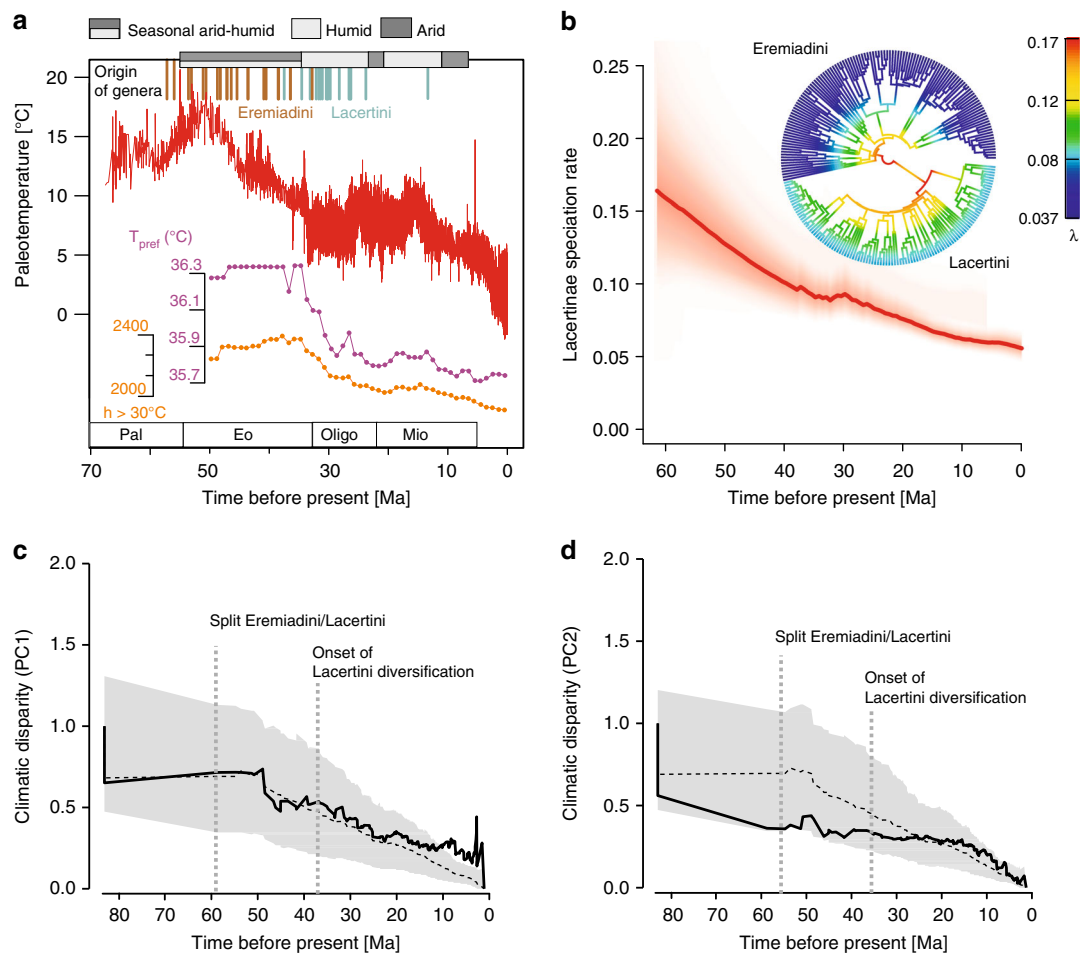 a
Seasonal arid-humid
Humid
Arid
Origin
of genera
Eremiadini
Lacertini
Paleotemperature [°C]
20
15
10
5
0
Tpref (°C)
36.3
36.1
35.9
35.7
2400
2000
h > 30°C
Pal
Eo
Oligo
Mio
70
50
30
10
0
Time before present [Ma]
b
Eremiadini
Lacertini
0.17
0.12
0.08
0.037
λ
Lacertinae speciation rate
0.25
0.20
0.15
0.10
0.05
0.00
60
50
40
30
20
10
0
Time before present [Ma]
c
Climatic disparity (PC1)
2.0
1.5
1.0
0.5
0.0
Split Eremiadini/Lacertini
Onset of
Lacertini diversification
80
70
60
50
40
30
20
10
0
Time before present [Ma]
d
Climatic disparity (PC2)
2.0
1.5
1.0
0.5
0.0
Split Eremiadini/Lacertini
Onset of
Lacertini diversification
80
70
60
50
40
30
20
10
0
Time before present [Ma]